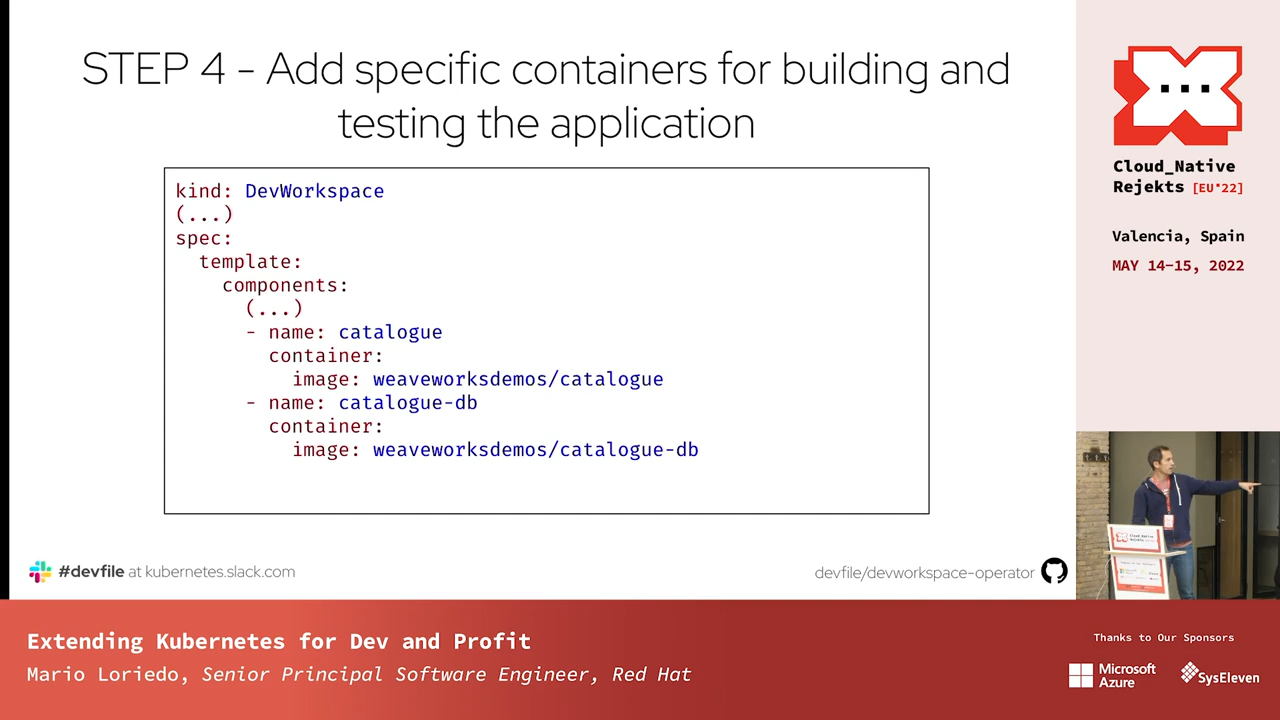 STEP 4 - Add specific containers for building and
testing the application
kind: DevWorkspace
(...)
spec:
  template:
    components:
      (...)
      - name: catalogue
        container:
          image: weaveworksdemos/catalogue
      - name: catalogue-db
        container:
          image: weaveworksdemos/catalogue-db
#devfile at kubernetes.slack.com
devfile/devworkspace-operator
Cloud_Native
Rejekts [EU*22]
Valencia, Spain
MAY 14-15, 2022
Extending Kubernetes for Dev and Profit
Mario Loriedo, Senior Principal Software Engineer, Red Hat
Thanks to Our Sponsors
Microsoft
Azure
SysEleven